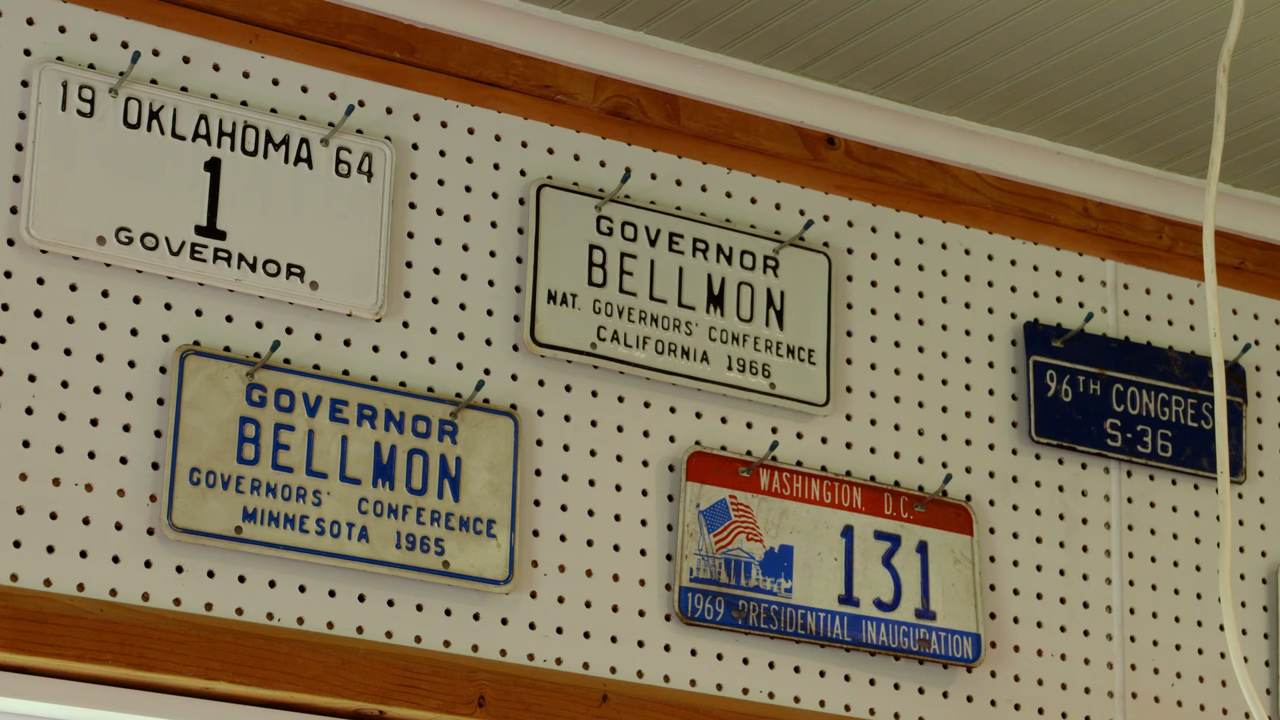 19 OKLAHOMA 64
1
GOVERNOR
GOVERNOR
BELLMON
NAT. GOVERNORS' CONFERENCE
CALIFORNIA 1966
96TH CONGRES
S-36
GOVERNOR
BELLMON
GOVERNORS' CONFERENCE
MINNESOTA 1965
WASHINGTON, D.C.
131
1969 PRESIDENTIAL INAUGURATION